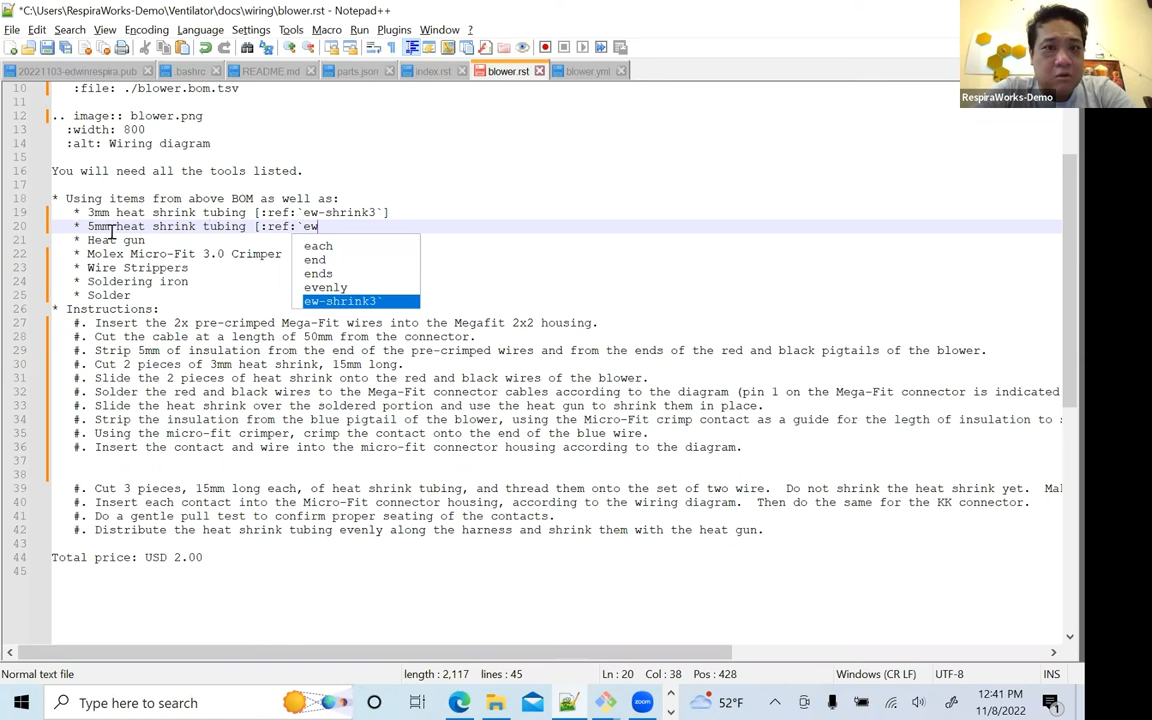 *C:\Users\RespiraWorks-Demo\Ventilator\docs\wiring\blower.rst - Notepad++
File Edit Search View Encoding Language Settings Tools Macro Run Plugins Window ?
20221103-edwinrespira.pub .bashrc README.md parts.json index.rst blower.rst blower.yml
RespiraWorks-Demo
10 :file: ./blower.bom.tsv
11
12 .. image:: blower.png
13 :width: 800
14 :alt: Wiring diagram
15
16 You will need all the tools listed.
17
18 * Using items from above BOM as well as:
19 * 3mm heat shrink tubing [:ref:`ew-shrink3`]
20 * 5mm heat shrink tubing [:ref:`ew
21 * Heat gun
22 * Molex Micro-Fit 3.0 Crimper
23 * Wire Strippers
24 * Soldering iron
25 * Solder
each
end
ends
evenly
ew-shrink3`
26 * Instructions:
27 #. Insert the 2x pre-crimped Mega-Fit wires into the Megafit 2x2 housing.
28 #. Cut the cable at a length of 50mm from the connector.
29 #. Strip 5mm of insulation from the end of the pre-crimped wires and from the ends of the red and black pigtails of the blower.
30 #. Cut 2 pieces of 3mm heat shrink, 15mm long.
31 #. Slide the 2 pieces of heat shrink onto the red and black wires of the blower.
32 #. Solder the red and black wires to the Mega-Fit connector cables according to the diagram (pin 1 on the Mega-Fit connector is indicated
33 #. Slide the heat shrink over the soldered portion and use the heat gun to shrink them in place.
34 #. Strip the insulation from the blue pigtail of the blower, using the Micro-Fit crimp contact as a guide for the legth of insulation to
35 #. Using the micro-fit crimper, crimp the contact onto the end of the blue wire.
36 #. Insert the contact and wire into the micro-fit connector housing according to the diagram.
37
38
39 #. Cut 3 pieces, 15mm long each, of heat shrink tubing, and thread them onto the set of two wire. Do not shrink the heat shrink yet.
40 #. Insert each contact into the Micro-Fit connector housing, according to the wiring diagram. Then do the same for the KK connector.
41 #. Do a gentle pull test to confirm proper seating of the contacts.
42 #. Distribute the heat shrink tubing evenly along the harness and shrink them with the heat gun.
43
44 Total price: USD 2.00
45
Normal text file length : 2,117 lines : 45 Ln : 20 Col : 38 Pos : 428 Windows (CR LF) UTF-8 INS
Type here to search 52°F 12:41 PM
11/8/2022